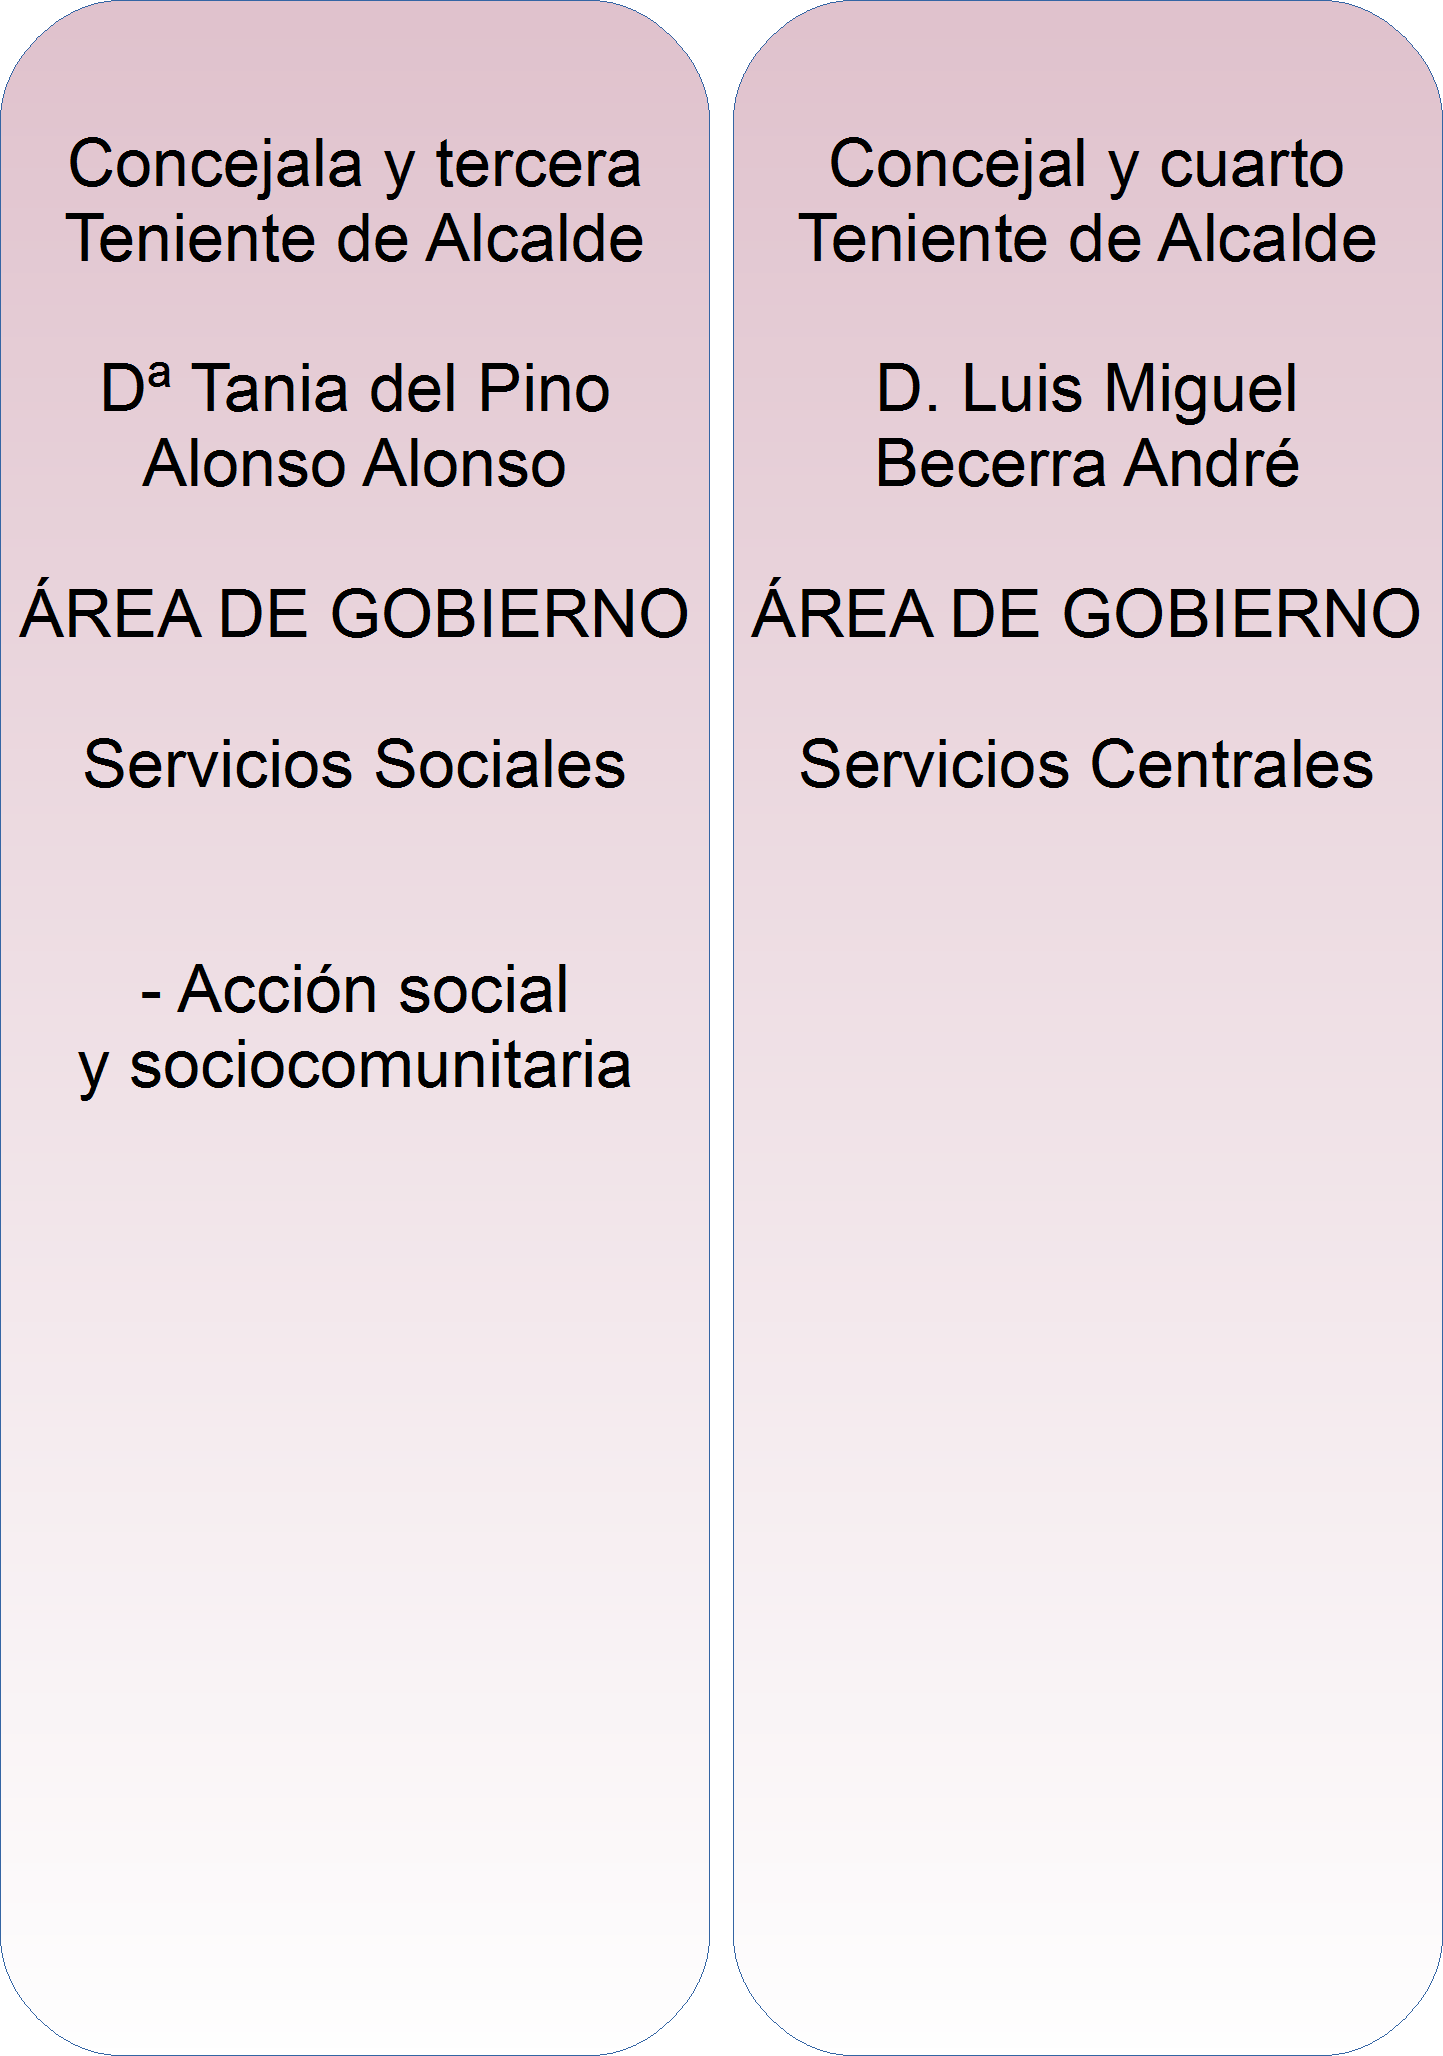 Concejala y tercera
Teniente de Alcalde
Dª Tania del Pino
Alonso Alonso
ÁREA DE GOBIERNO
Servicios Sociales
- Acción social
y sociocomunitaria
Concejal y cuarto
Teniente de Alcalde
D. Luis Miguel
Becerra André
ÁREA DE GOBIERNO
Servicios Centrales